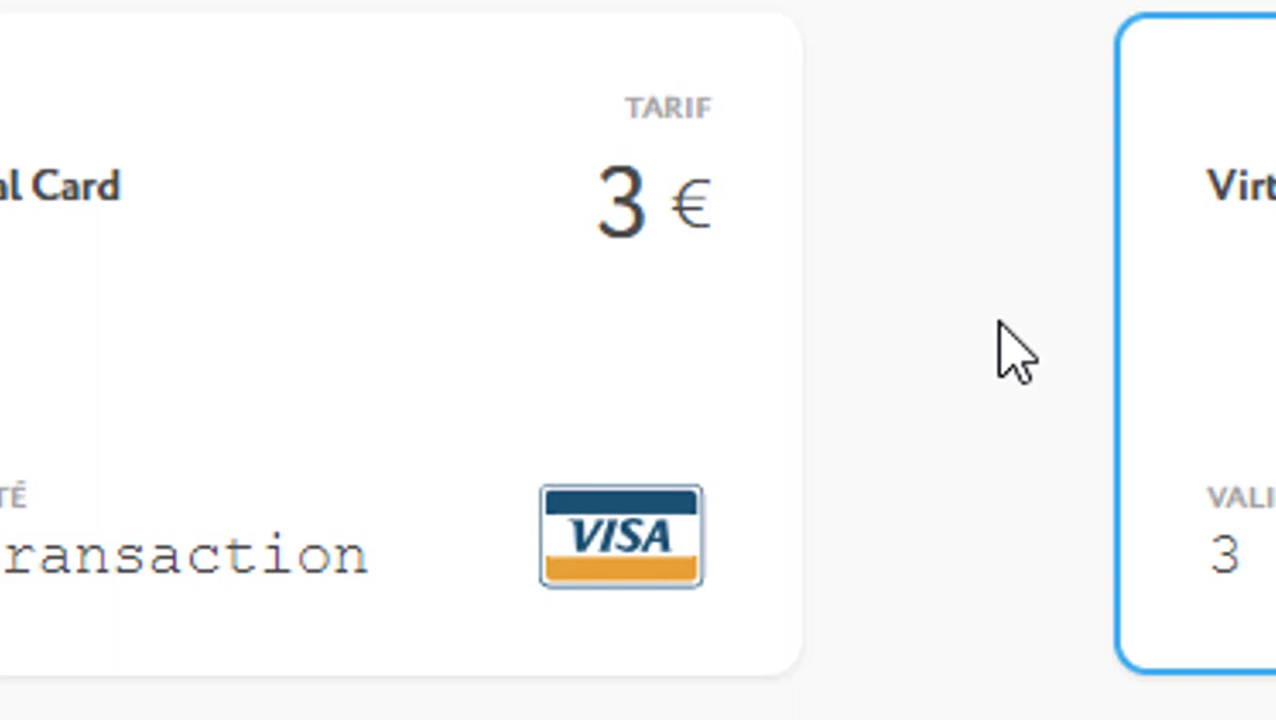 TARIF
al Card
3 €
TÉ
ransaction
VISA
Virt
VALI
3